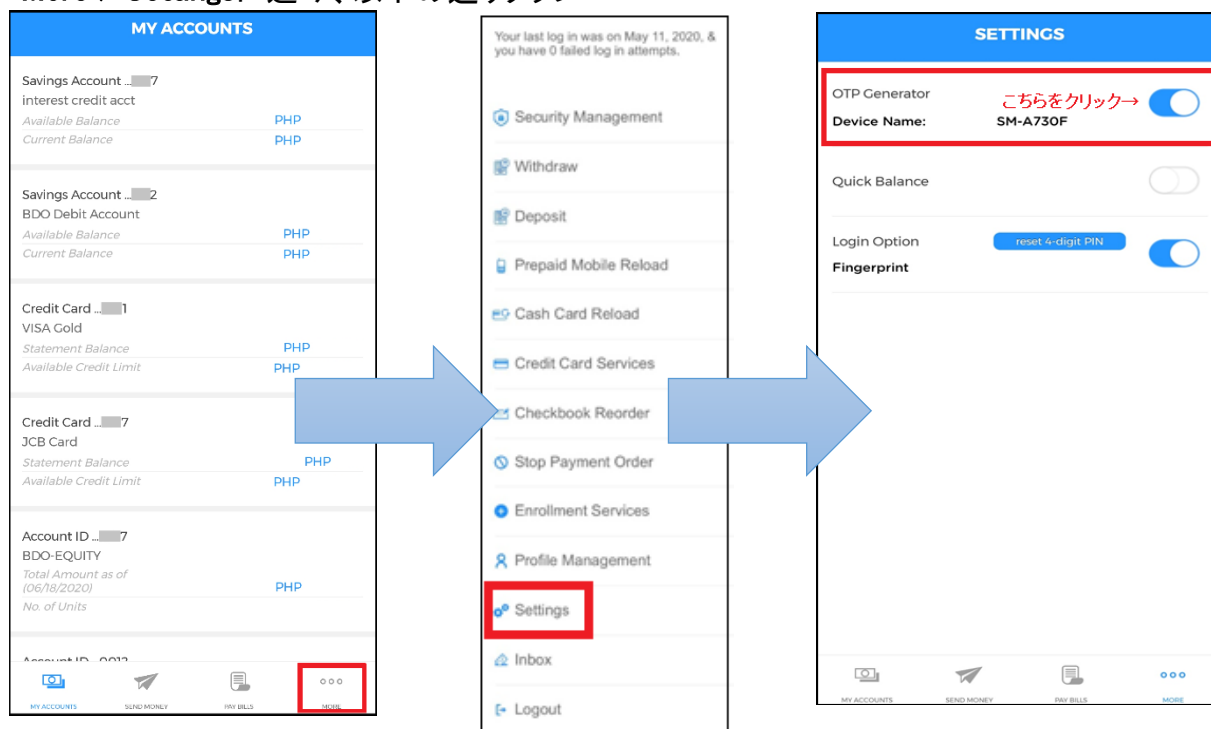 MY ACCOUNTS
Savings Account ... 7
interest credit acct
Available Balance PHP
Current Balance PHP
Savings Account ... 2
BDO Debit Account
Available Balance PHP
Current Balance PHP
Credit Card ... 1
VISA Gold
Statement Balance PHP
Available Credit Limit PHP
Credit Card ... 7
JCB Card
Statement Balance PHP
Available Credit Limit PHP
Account ID ... 7
BDO-EQUITY
Total Amount as of
(06/18/2020) PHP
No. of Units
MY ACCOUNTS SEND MONEY PAY BILLS MORE
Your last log in was on May 11, 2020, &
you have 0 failed log in attempts.
Security Management
Withdraw
Deposit
Prepaid Mobile Reload
Cash Card Reload
Credit Card Services
Checkbook Reorder
Stop Payment Order
Enrollment Services
Profile Management
Settings
Inbox
Logout
SETTINGS
OTP Generator こちらをクリック→
Device Name: SM-A730F
Quick Balance
Login Option reset 4-digit PIN
Fingerprint
MY ACCOUNTS SEND MONEY PAY BILLS MORE